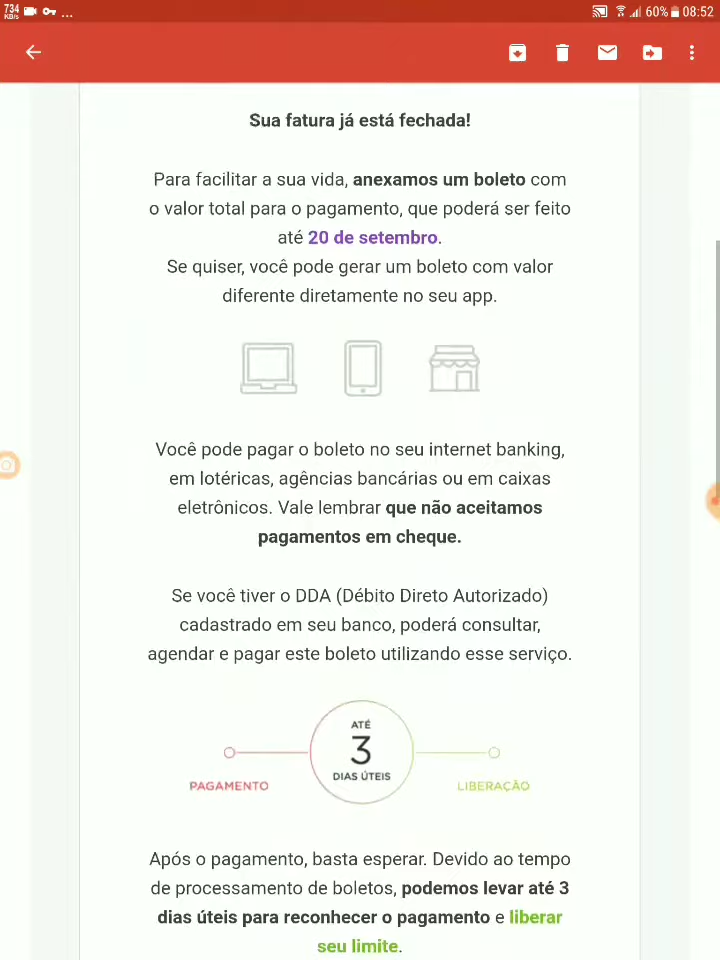 734
KB/s
...
60%
08:52
Sua fatura já está fechada!
Para facilitar a sua vida, anexamos um boleto com
o valor total para o pagamento, que poderá ser feito
até 20 de setembro.
Se quiser, você pode gerar um boleto com valor
diferente diretamente no seu app.
Você pode pagar o boleto no seu internet banking,
em lotéricas, agências bancárias ou em caixas
eletrônicos. Vale lembrar que não aceitamos
pagamentos em cheque.
Se você tiver o DDA (Débito Direto Autorizado)
cadastrado em seu banco, poderá consultar,
agendar e pagar este boleto utilizando esse serviço.
ATÉ
3
DIAS ÚTEIS
PAGAMENTO
LIBERAÇÃO
Após o pagamento, basta esperar. Devido ao tempo
de processamento de boletos, podemos levar até 3
dias úteis para reconhecer o pagamento e liberar
seu limite.